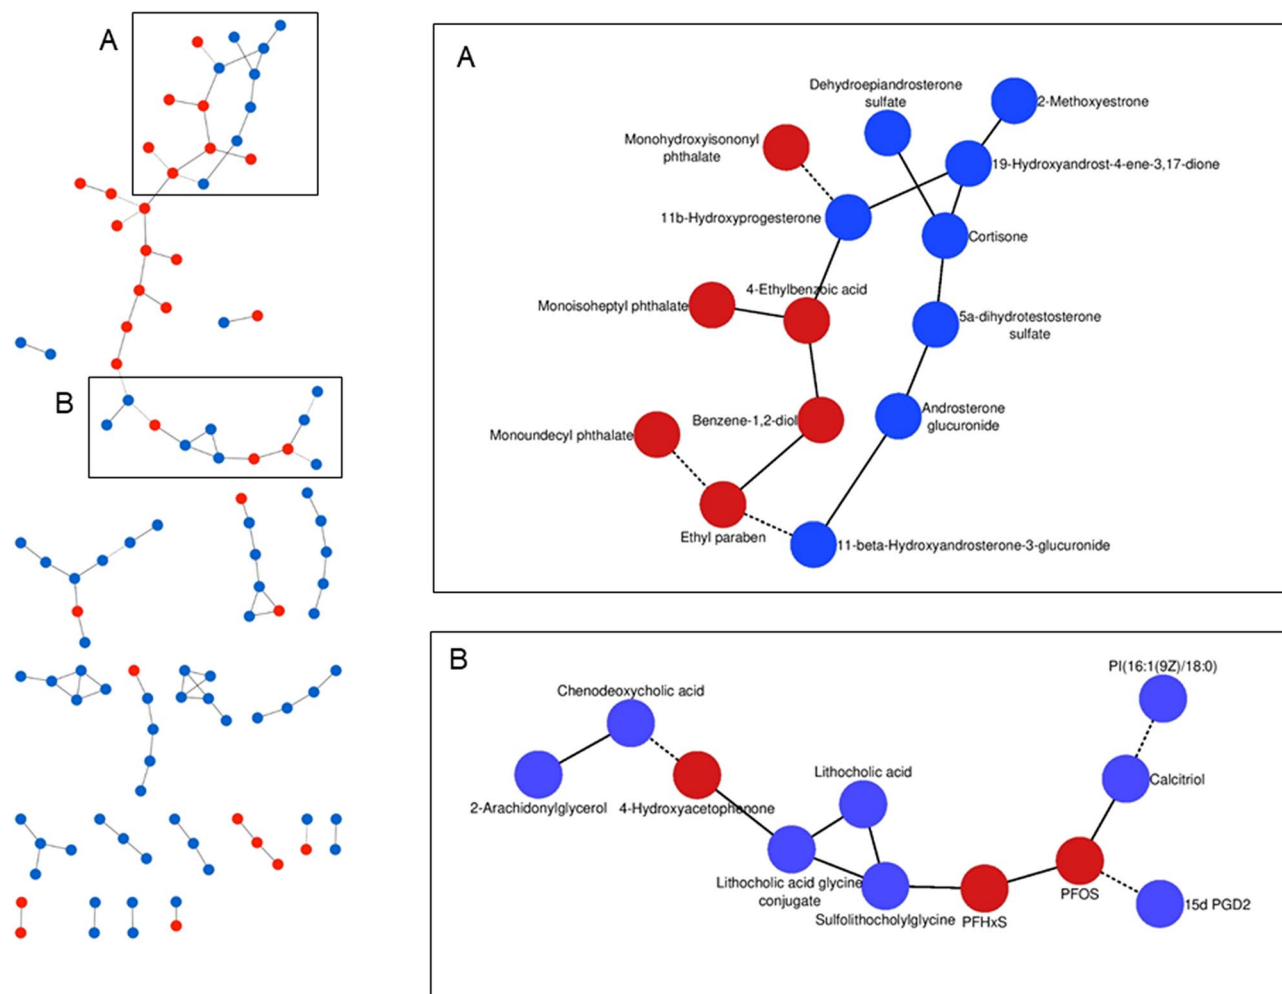 A
B
A
Dehydroepiandrosterone
sulfate
2-Methoxyestrone
Monohydroxyisononyl
phthalate
19-Hydroxyandrost-4-ene-3,17-dione
11b-Hydroxyprogesterone
Cortisone
4-Ethylbenzoic acid
Monoisoheptyl phthalate
5a-dihydrotestosterone
sulfate
Benzene-1,2-diol
Androsterone
glucuronide
Monoundecyl phthalate
Ethyl paraben
11-beta-Hydroxyandrosterone-3-glucuronide
B
PI(16:1(9Z)/18:0)
Chenodeoxycholic acid
Lithocholic acid
Calcitriol
2-Arachidonylglycerol
4-Hydroxyacetophenone
Lithocholic acid glycine
conjugate
Sulfolithocholylglycine
PFHxS
PFOS
15d PGD2